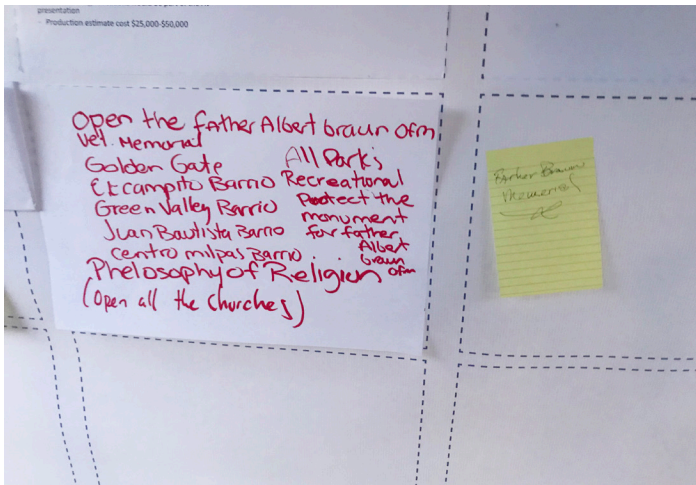 presentation
- Production estimate cost $25,000-$50,000
Open the father Albert braun ofm
Vet. Memorial
Golden Gate
El campito Barrio
Green Valley Barrio
Juan Bautista Barrio
centro milpas Barrio . .
All Parks
Recreational
Protect the
monument
for father
Albert
braun
ofm
Phelosophy of Religion
(Open all the churches)
Father Braun
Memorial